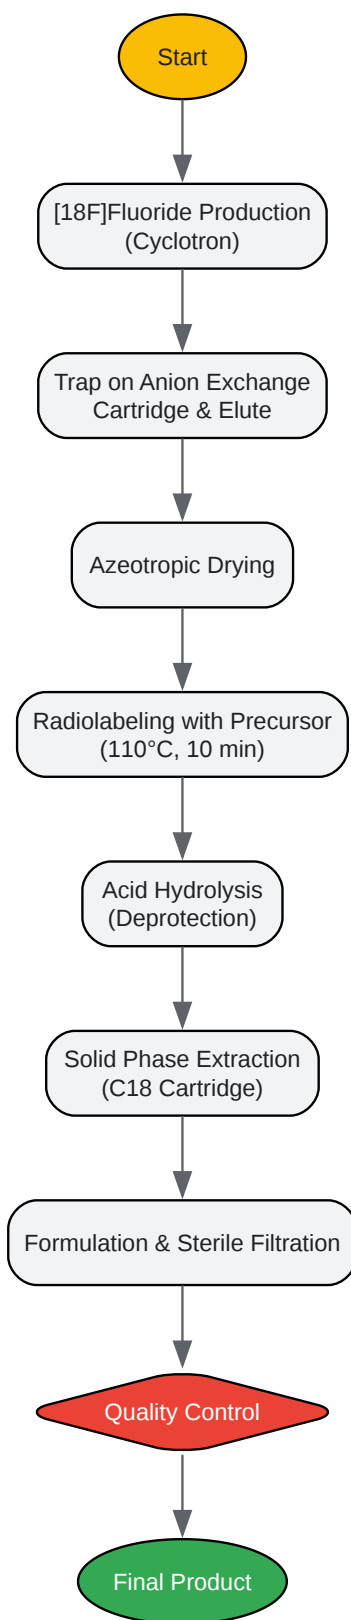 Start
[18F]Fluoride Production
(Cyclotron)
Trap on Anion Exchange
Cartridge & Elute
Azeotropic Drying
Radiolabeling with Precursor
(110°C, 10 min)
Acid Hydrolysis
(Deprotection)
Solid Phase Extraction
(C18 Cartridge)
Formulation & Sterile Filtration
Quality Control
Final Product